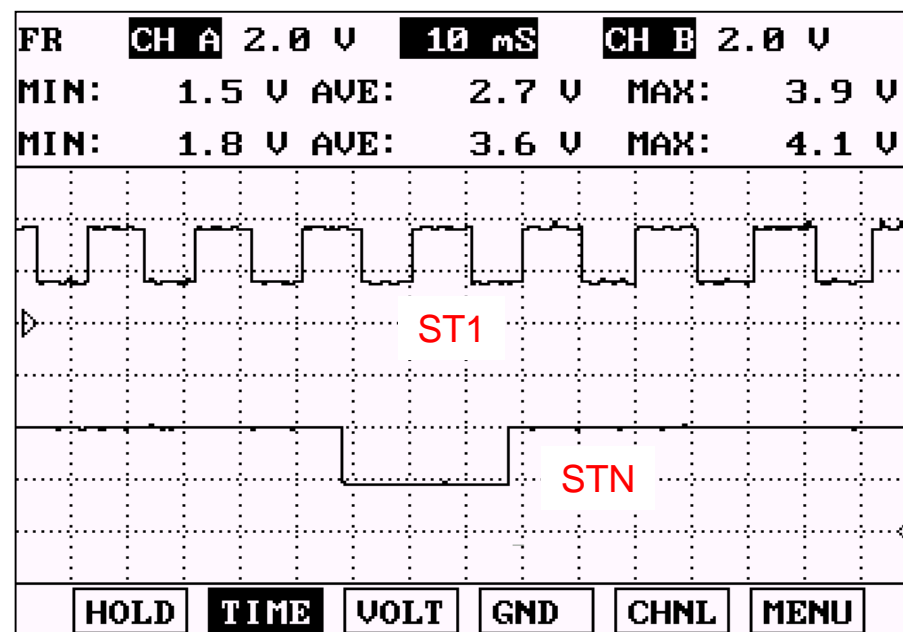 FR CH A 2.0 V 10 mS CH B 2.0 V
MIN: 1.5 V AVE: 2.7 V MAX: 3.9 V
MIN: 1.8 V AVE: 3.6 V MAX: 4.1 V
ST1
STN
HOLD TIME VOLT GND CHNL MENU